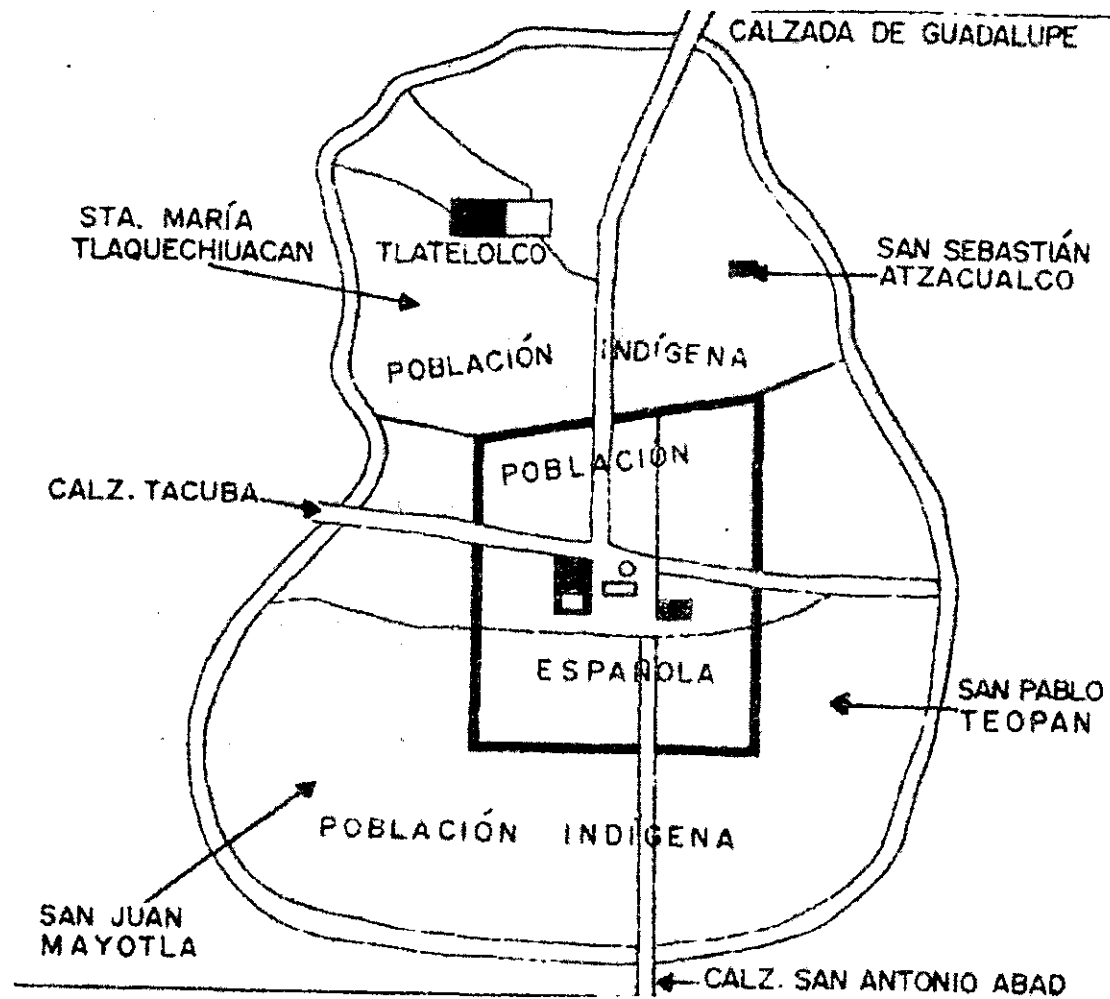 CALZADA DE GUADALUPE
STA. MARÍA
TLAQUECHIUACAN
TLATELOLCO
SAN SEBASTIÁN
ATZACUALCO
POBLACIÓN INDÍGENA
POBLACIÓN
CALZ. TACUBA
ESPAÑOLA
SAN PABLO
TEOPAN
POBLACIÓN INDÍGENA
SAN JUAN
MAYOTLA
CALZ. SAN ANTONIO ABAD